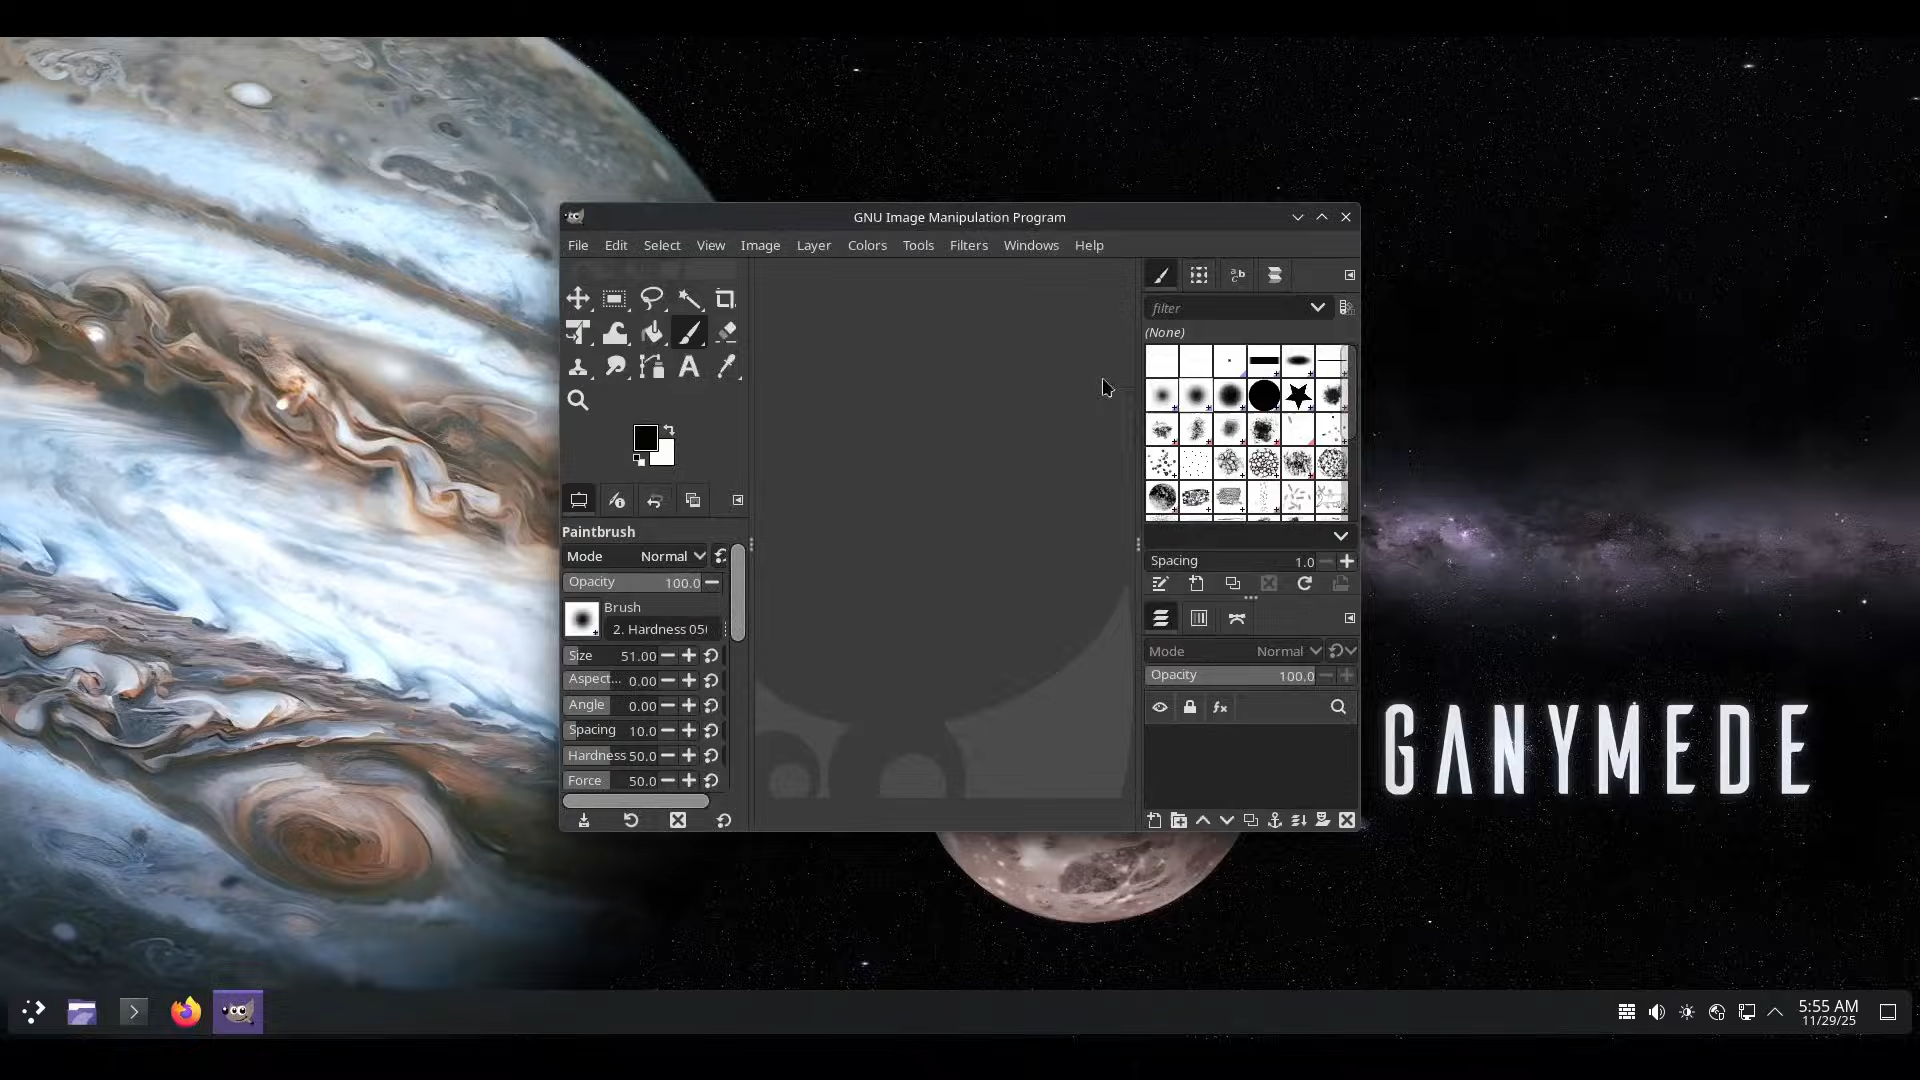 GNU Image Manipulation Program
File Edit Select View Image Layer Colors Tools Filters Windows Help
filter
(None)
Paintbrush
Mode Normal
Opacity 100.0
Brush
2. Hardness 05
Size 51.00
Aspect... 0.00
Angle 0.00
Spacing 10.0
Hardness 50.0
Force 50.0
Spacing 1.0
Mode Normal
Opacity 100.0
fx
GANYMEDE
5:55 AM
11/29/25